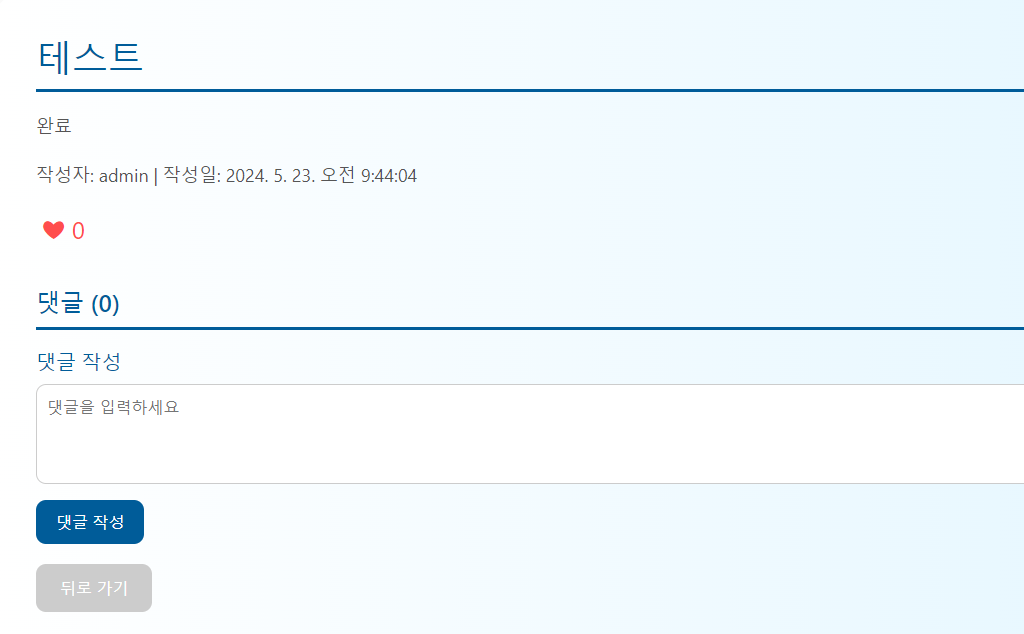 테스트
완료
작성자: admin | 작성일: 2024. 5. 23. 오전 9:44:04
0
댓글 (0)
댓글 작성
댓글을 입력하세요
댓글 작성
뒤로 가기